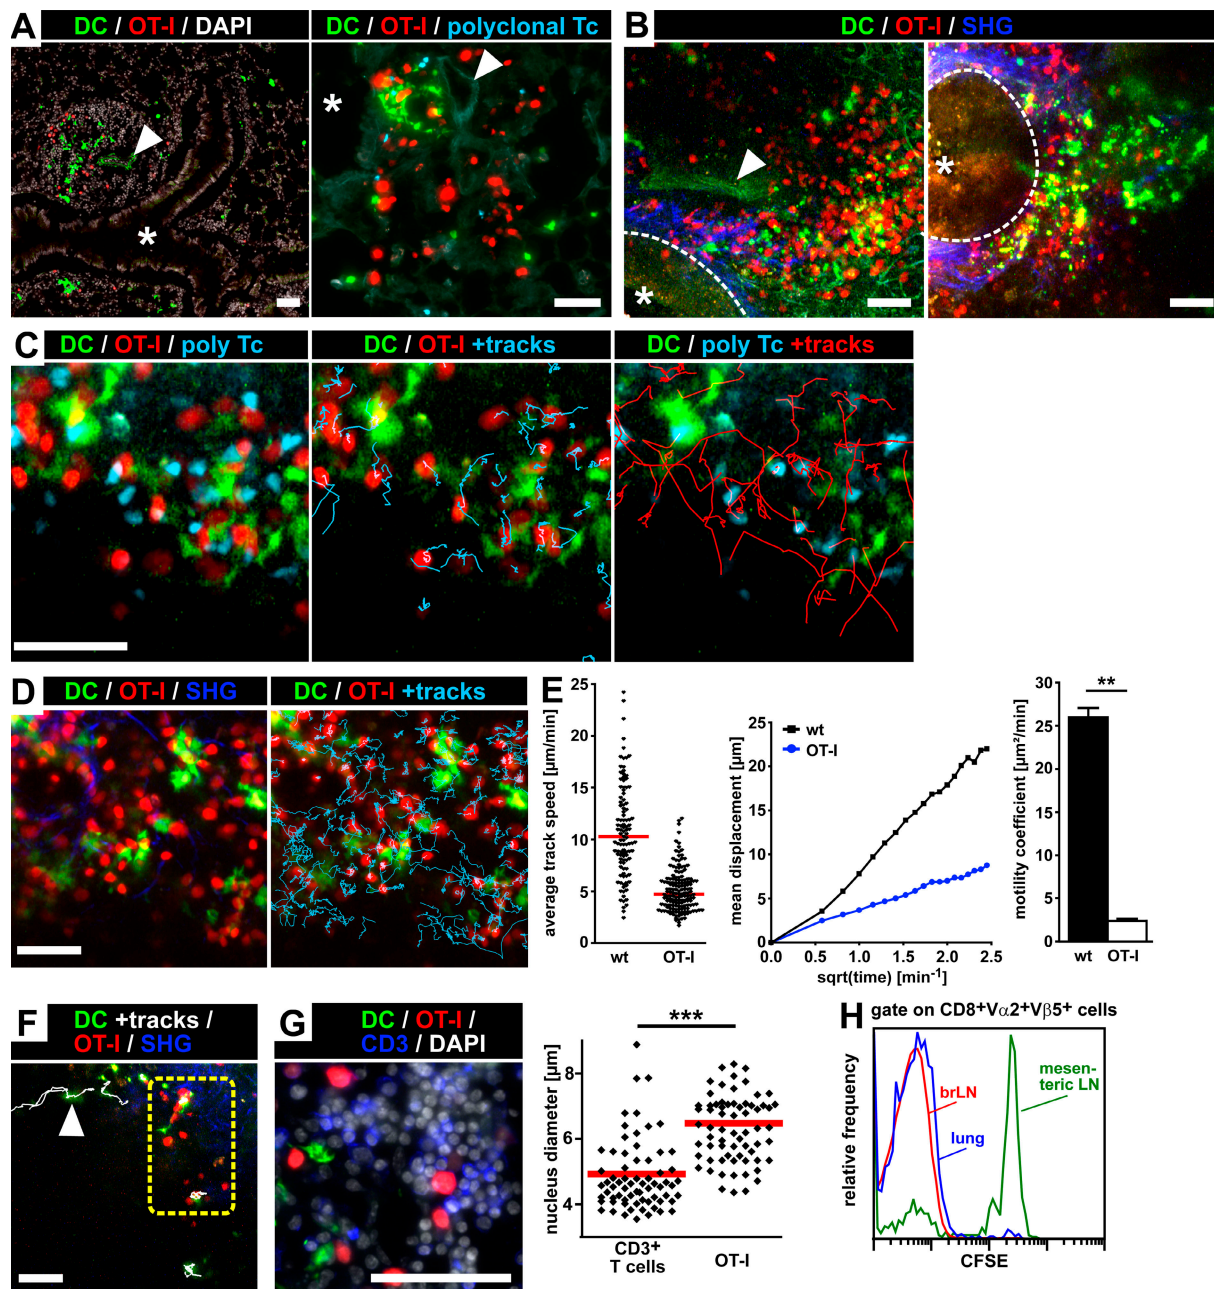 A
DC / OT-I / DAPI
DC / OT-I / polyclonal Tc
*
*
B
DC / OT-I / SHG
*
*
C
DC / OT-I / poly Tc
DC / OT-I +tracks
DC / poly Tc +tracks
D
DC / OT-I / SHG
DC / OT-I +tracks
E
average track speed [µm/min]
25
20
15
10
5
0
wt
OT-I
mean displacement [µm]
25
20
15
10
5
0
wt
OT-I
0.0
0.5
1.0
1.5
2.0
2.5
sqrt(time) [min⁻¹]
motility coefficient [µm²/min]
30
25
20
15
10
5
0
**
wt
OT-I
F
DC +tracks /
OT-I / SHG
G
DC / OT-I /
CD3 / DAPI
nucleus diameter [µm]
8
6
4
***
CD3+
T cells
OT-I
H
gate on CD8⁺Vα2⁺Vβ5⁺ cells
relative frequency
brLN
lung
mesen-
teric LN
CFSE